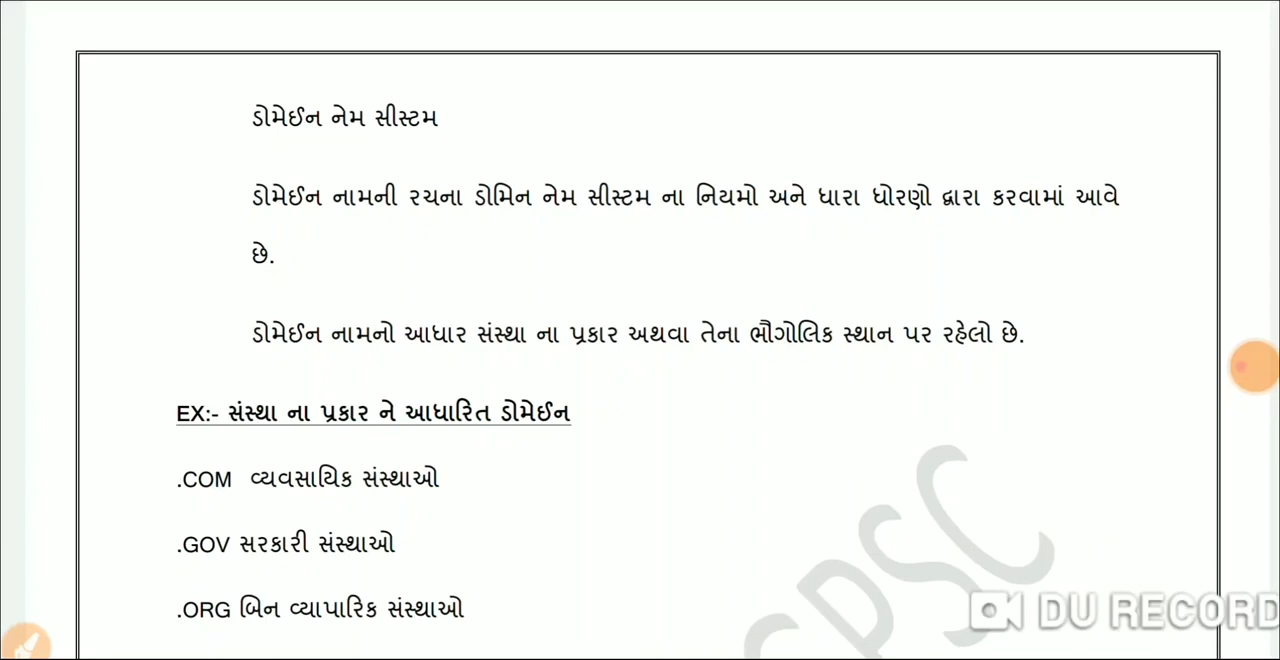 ડોમેઈન નેમ સીસ્ટમ
ડોમેઈન નામની રચના ડોમિન નેમ સીસ્ટમ ના નિયમો અને ધારા ધોરણો દ્વારા કરવામાં આવે
છે.
ડોમેઈન નામનો આધાર સંસ્થા ના પ્રકાર અથવા તેના ભૌગોલિક સ્થાન પર રહેલો છે.
EX:- સંસ્થા ના પ્રકાર ને આધારિત ડોમેઈન
.COM વ્યવસાયિક સંસ્થાઓ
.GOV સરકારી સંસ્થાઓ
.ORG બિન વ્યાપારિક સંસ્થાઓ
DU RECORD